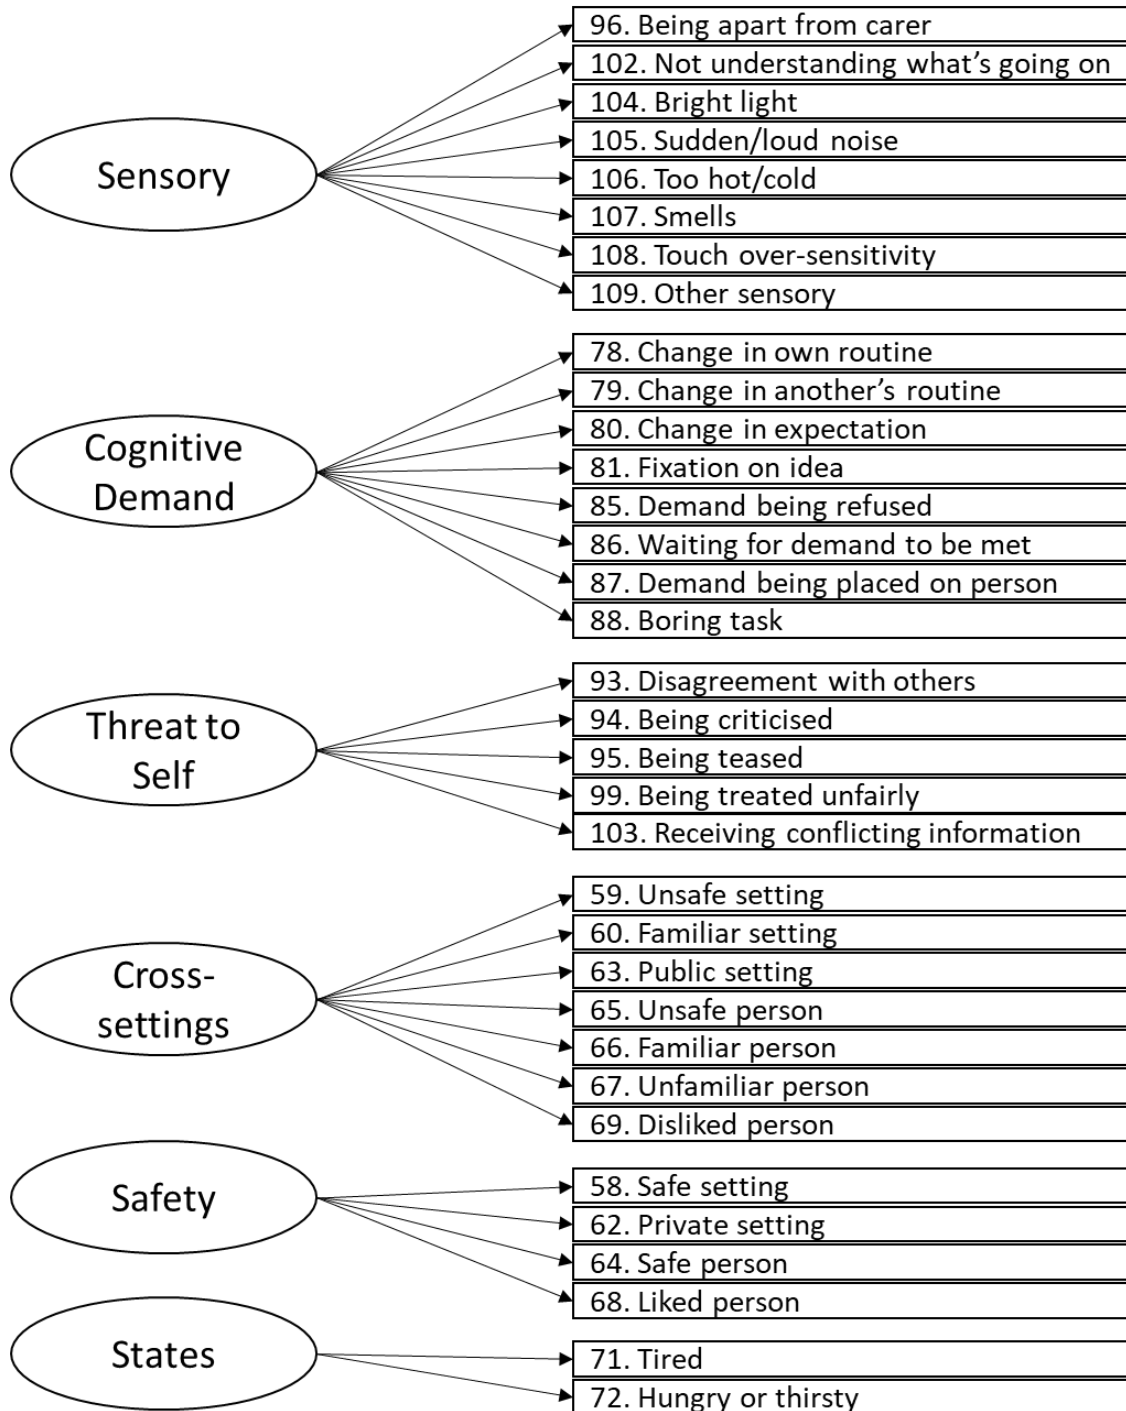 Sensory
96. Being apart from carer
102. Not understanding what's going on
104. Bright light
105. Sudden/loud noise
106. Too hot/cold
107. Smells
108. Touch over-sensitivity
109. Other sensory
Cognitive
Demand
78. Change in own routine
79. Change in another's routine
80. Change in expectation
81. Fixation on idea
85. Demand being refused
86. Waiting for demand to be met
87. Demand being placed on person
88. Boring task
Threat to
Self
93. Disagreement with others
94. Being criticised
95. Being teased
99. Being treated unfairly
103. Receiving conflicting information
Cross-
settings
59. Unsafe setting
60. Familiar setting
63. Public setting
65. Unsafe person
66. Familiar person
67. Unfamiliar person
69. Disliked person
Safety
58. Safe setting
62. Private setting
64. Safe person
68. Liked person
States
71. Tired
72. Hungry or thirsty